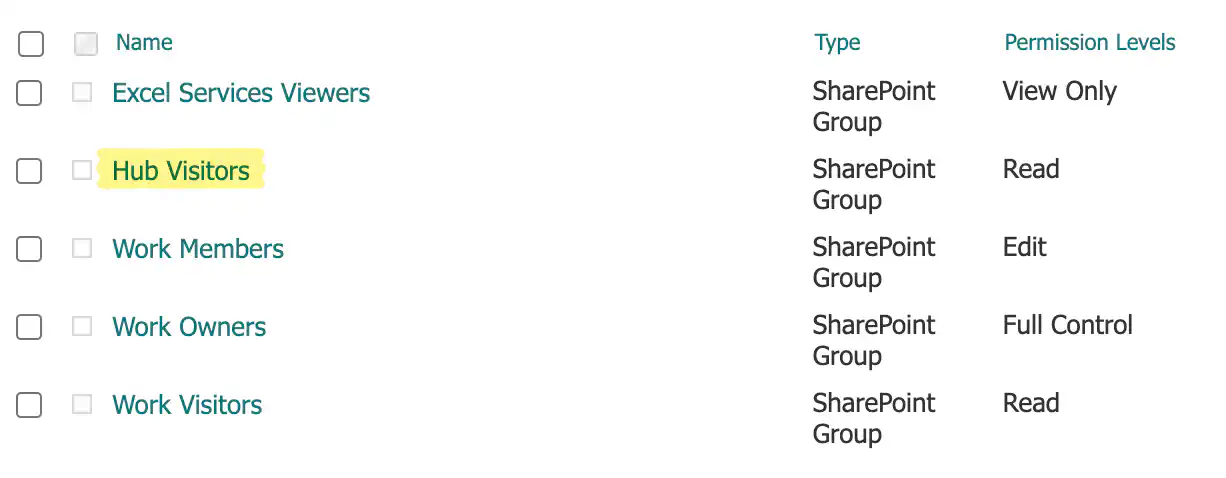 Name Type Permission Levels
Excel Services Viewers SharePoint Group View Only
Hub Visitors SharePoint Group Read
Work Members SharePoint Group Edit
Work Owners SharePoint Group Full Control
Work Visitors SharePoint Group Read